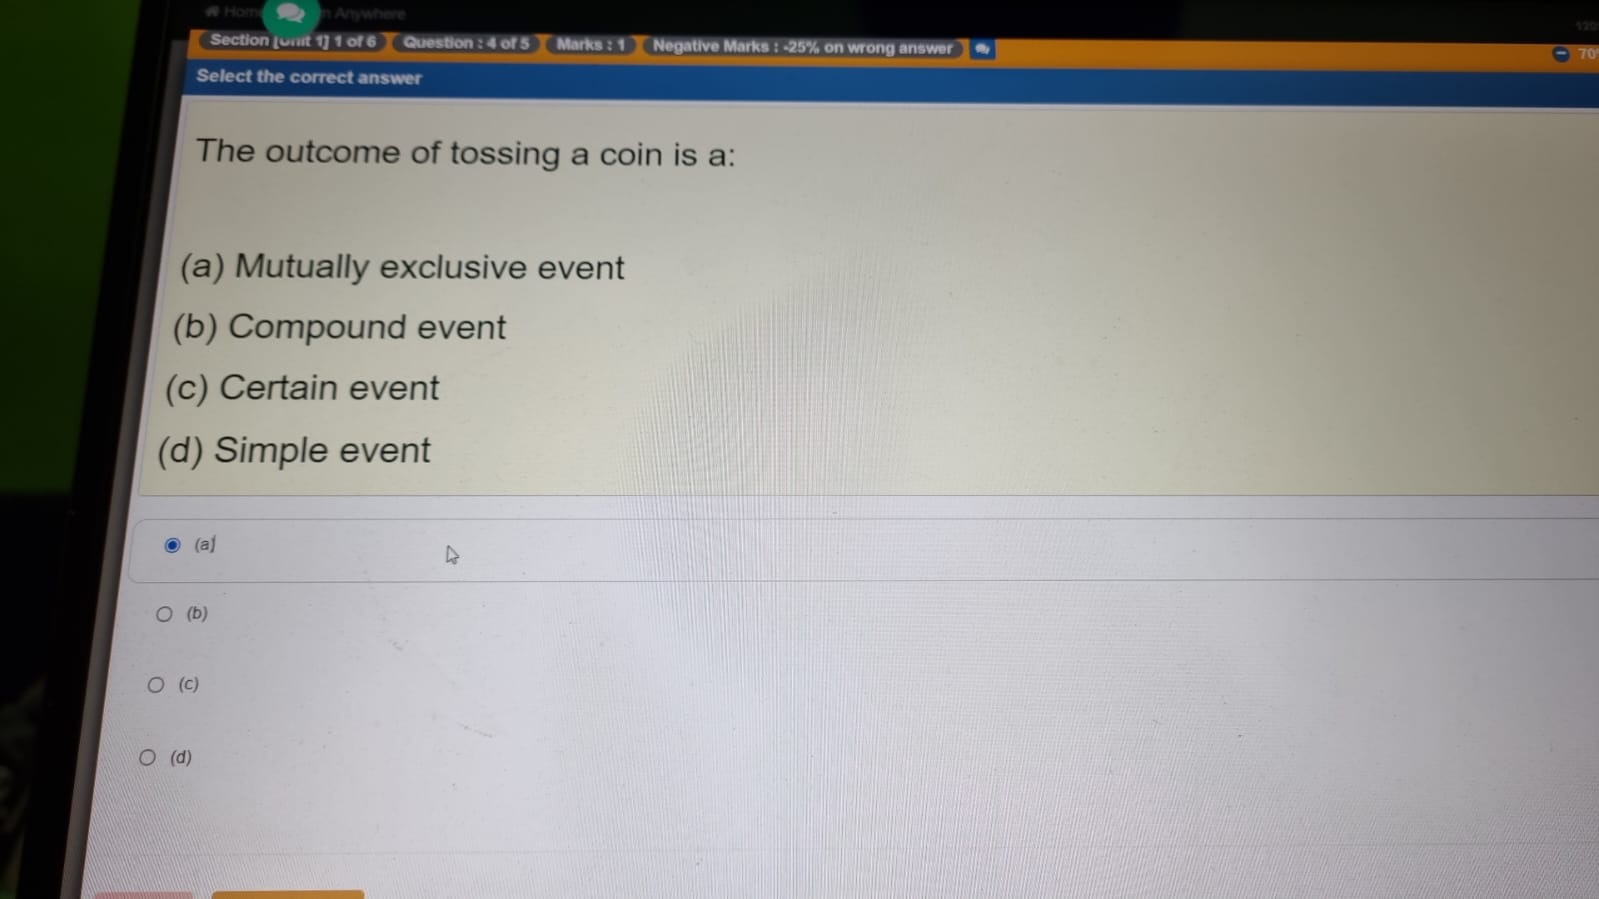 Home
Anywhere
Section [Unit 1] 1 of 6 Question : 4 of 5 Marks : 1 Negative Marks : -25% on wrong answer
70
Select the correct answer
The outcome of tossing a coin is a:
(a) Mutually exclusive event
(b) Compound event
(c) Certain event
(d) Simple event
(a)
(b)
(c)
(d)